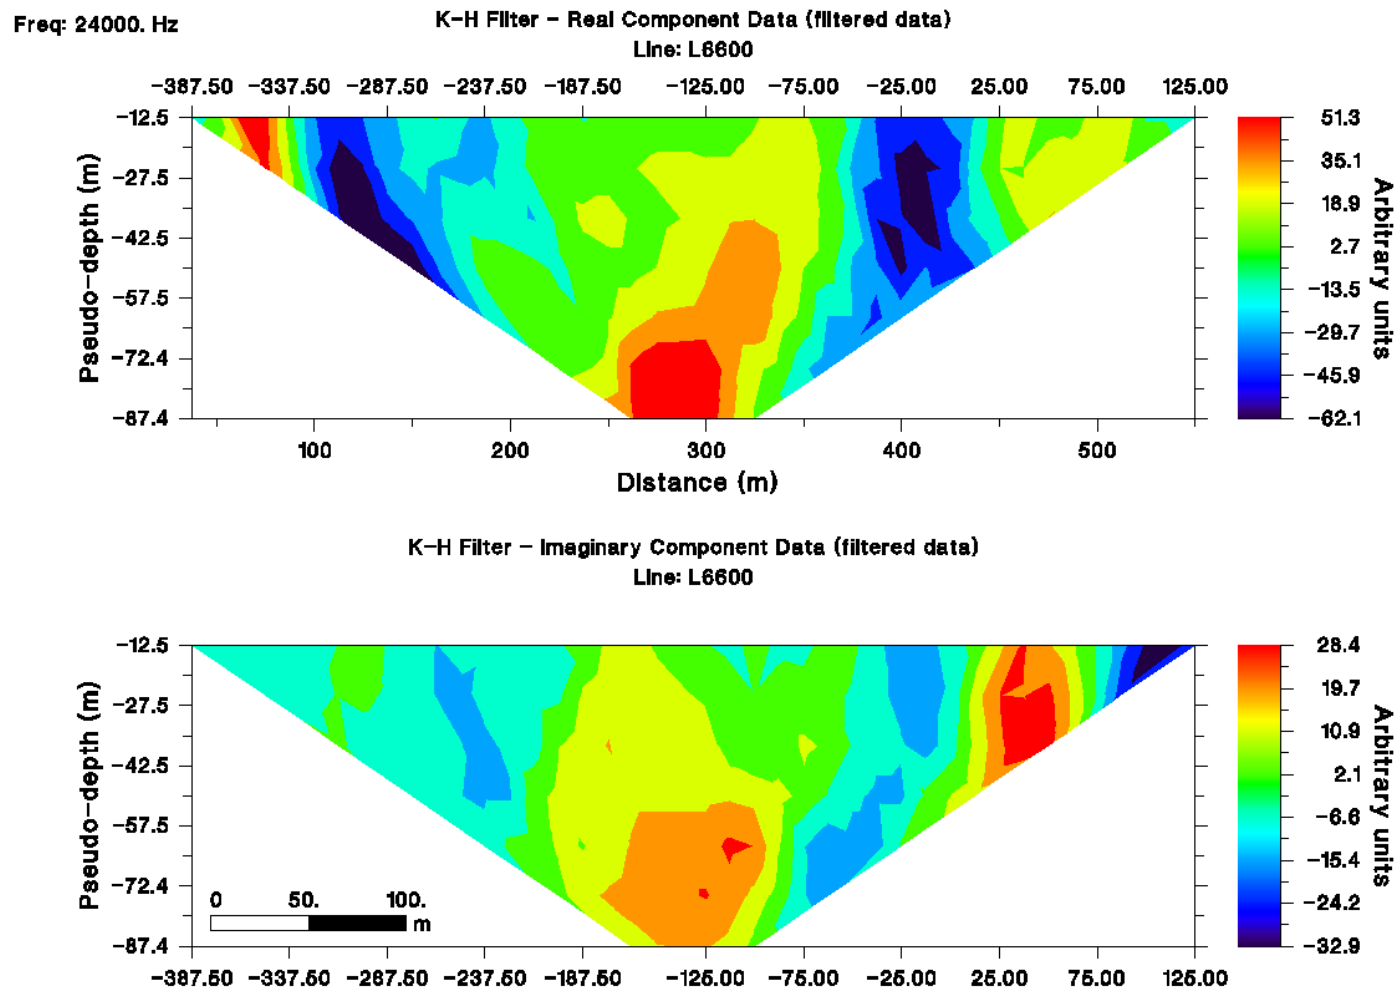 Freq: 24000. Hz
K-H Filter - Real Component Data (filtered data)
Line: L6600
-387.50 -337.50 -287.50 -237.50 -187.50 -125.00 -75.00 -25.00 25.00 75.00 125.00
-12.5
-27.5
-42.5
-57.5
-72.4
-87.4
Pseudo-depth (m)
100 200 300 400 500
Distance (m)
51.3
35.1
18.9
2.7
-13.5
-29.7
-45.9
-62.1
Arbitrary units
K-H Filter - Imaginary Component Data (filtered data)
Line: L6600
-12.5
-27.5
-42.5
-57.5
-72.4
-87.4
Pseudo-depth (m)
0 50. 100.
m
28.4
19.7
10.9
2.1
-6.6
-15.4
-24.2
-32.9
Arbitrary units
-387.50 -337.50 -287.50 -237.50 -187.50 -125.00 -75.00 -25.00 25.00 75.00 125.00